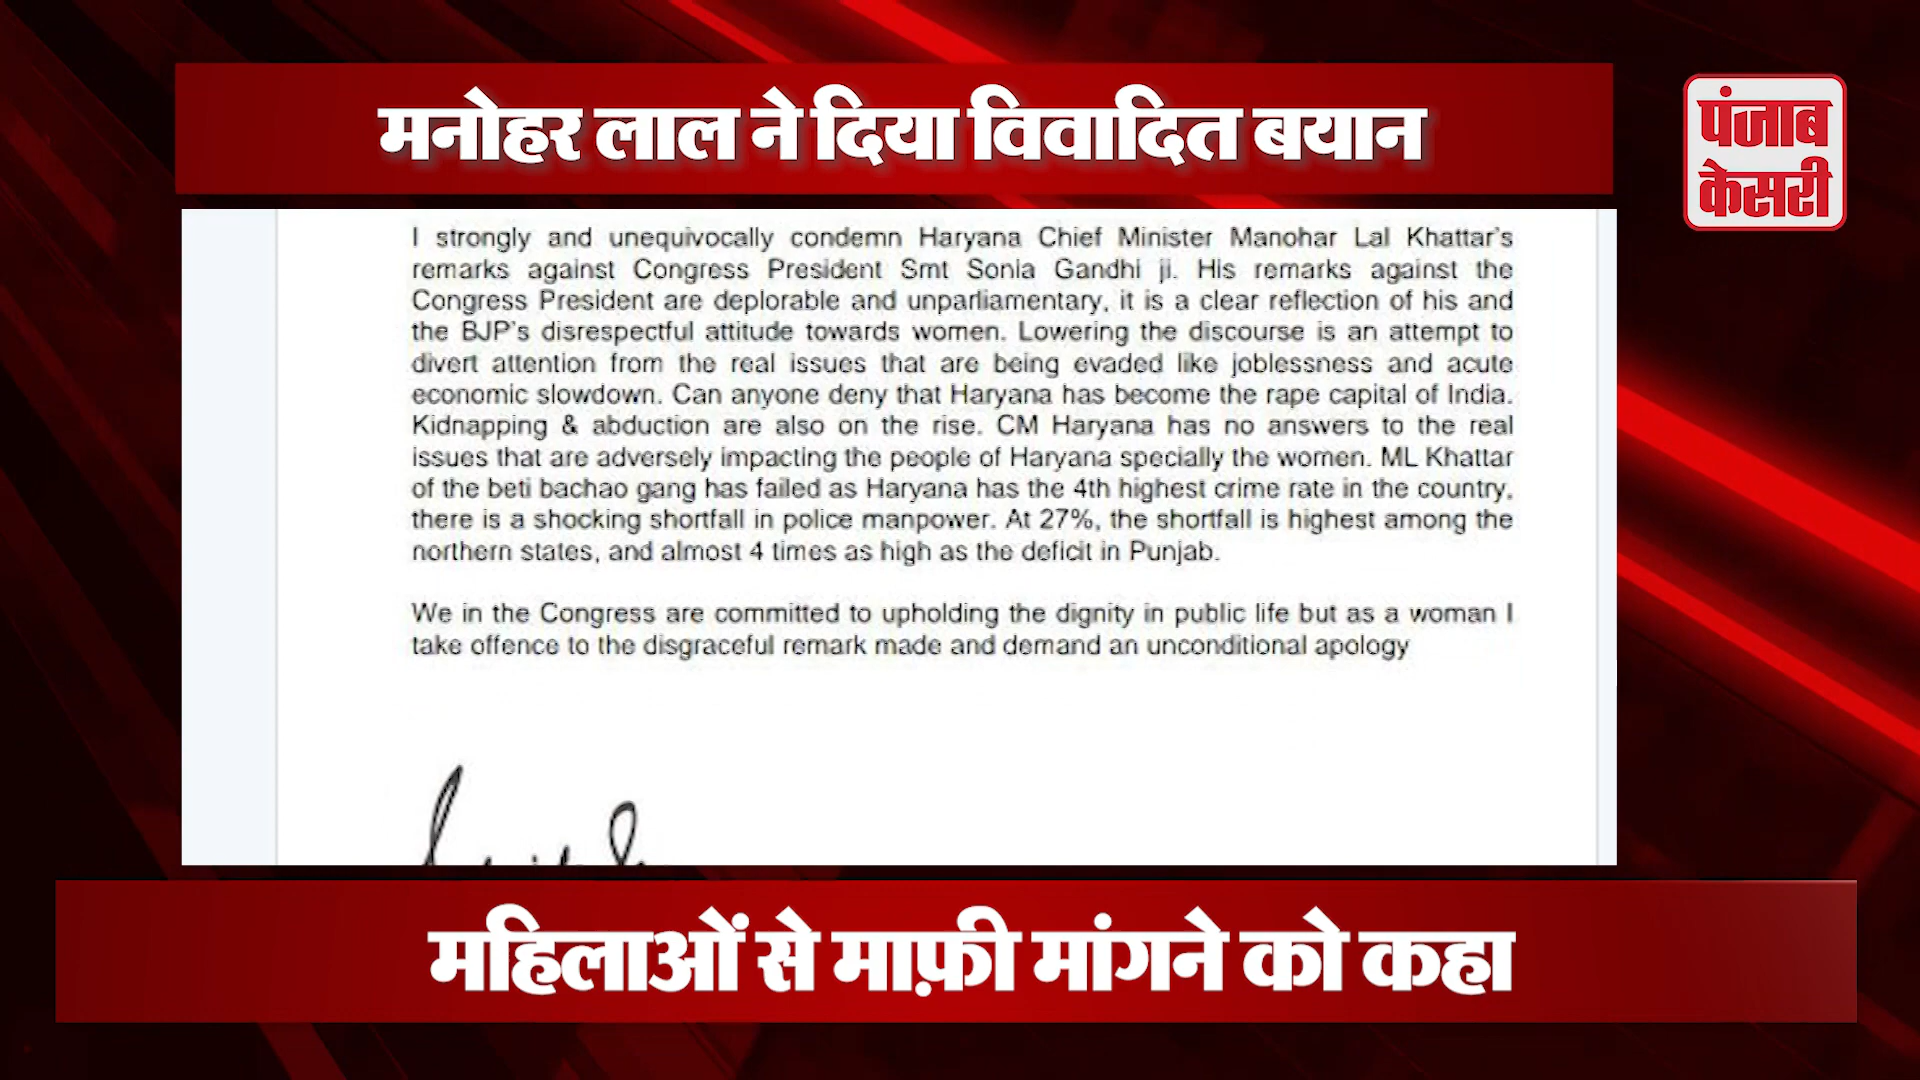 मनोहर लाल ने दिया विवादित बयान
पंजाब
केसरी
I strongly and unequivocally condemn Haryana Chief Minister Manohar Lal Khattar's
remarks against Congress President Smt Sonia Gandhi ji. His remarks against the
Congress President are deplorable and unparliamentary, it is a clear reflection of his and
the BJP's disrespectful attitude towards women. Lowering the discourse is an attempt to
divert attention from the real issues that are being evaded like joblessness and acute
economic slowdown. Can anyone deny that Haryana has become the rape capital of India.
Kidnapping & abduction are also on the rise. CM Haryana has no answers to the real
issues that are adversely impacting the people of Haryana specially the women. ML Khattar
of the beti bachao gang has failed as Haryana has the 4th highest crime rate in the country,
there is a shocking shortfall in police manpower. At 27%, the shortfall is highest among the
northern states, and almost 4 times as high as the deficit in Punjab.
We in the Congress are committed to upholding the dignity in public life but as a woman I
take offence to the disgraceful remark made and demand an unconditional apology
महिलाओं से माफ़ी मांगने को कहा